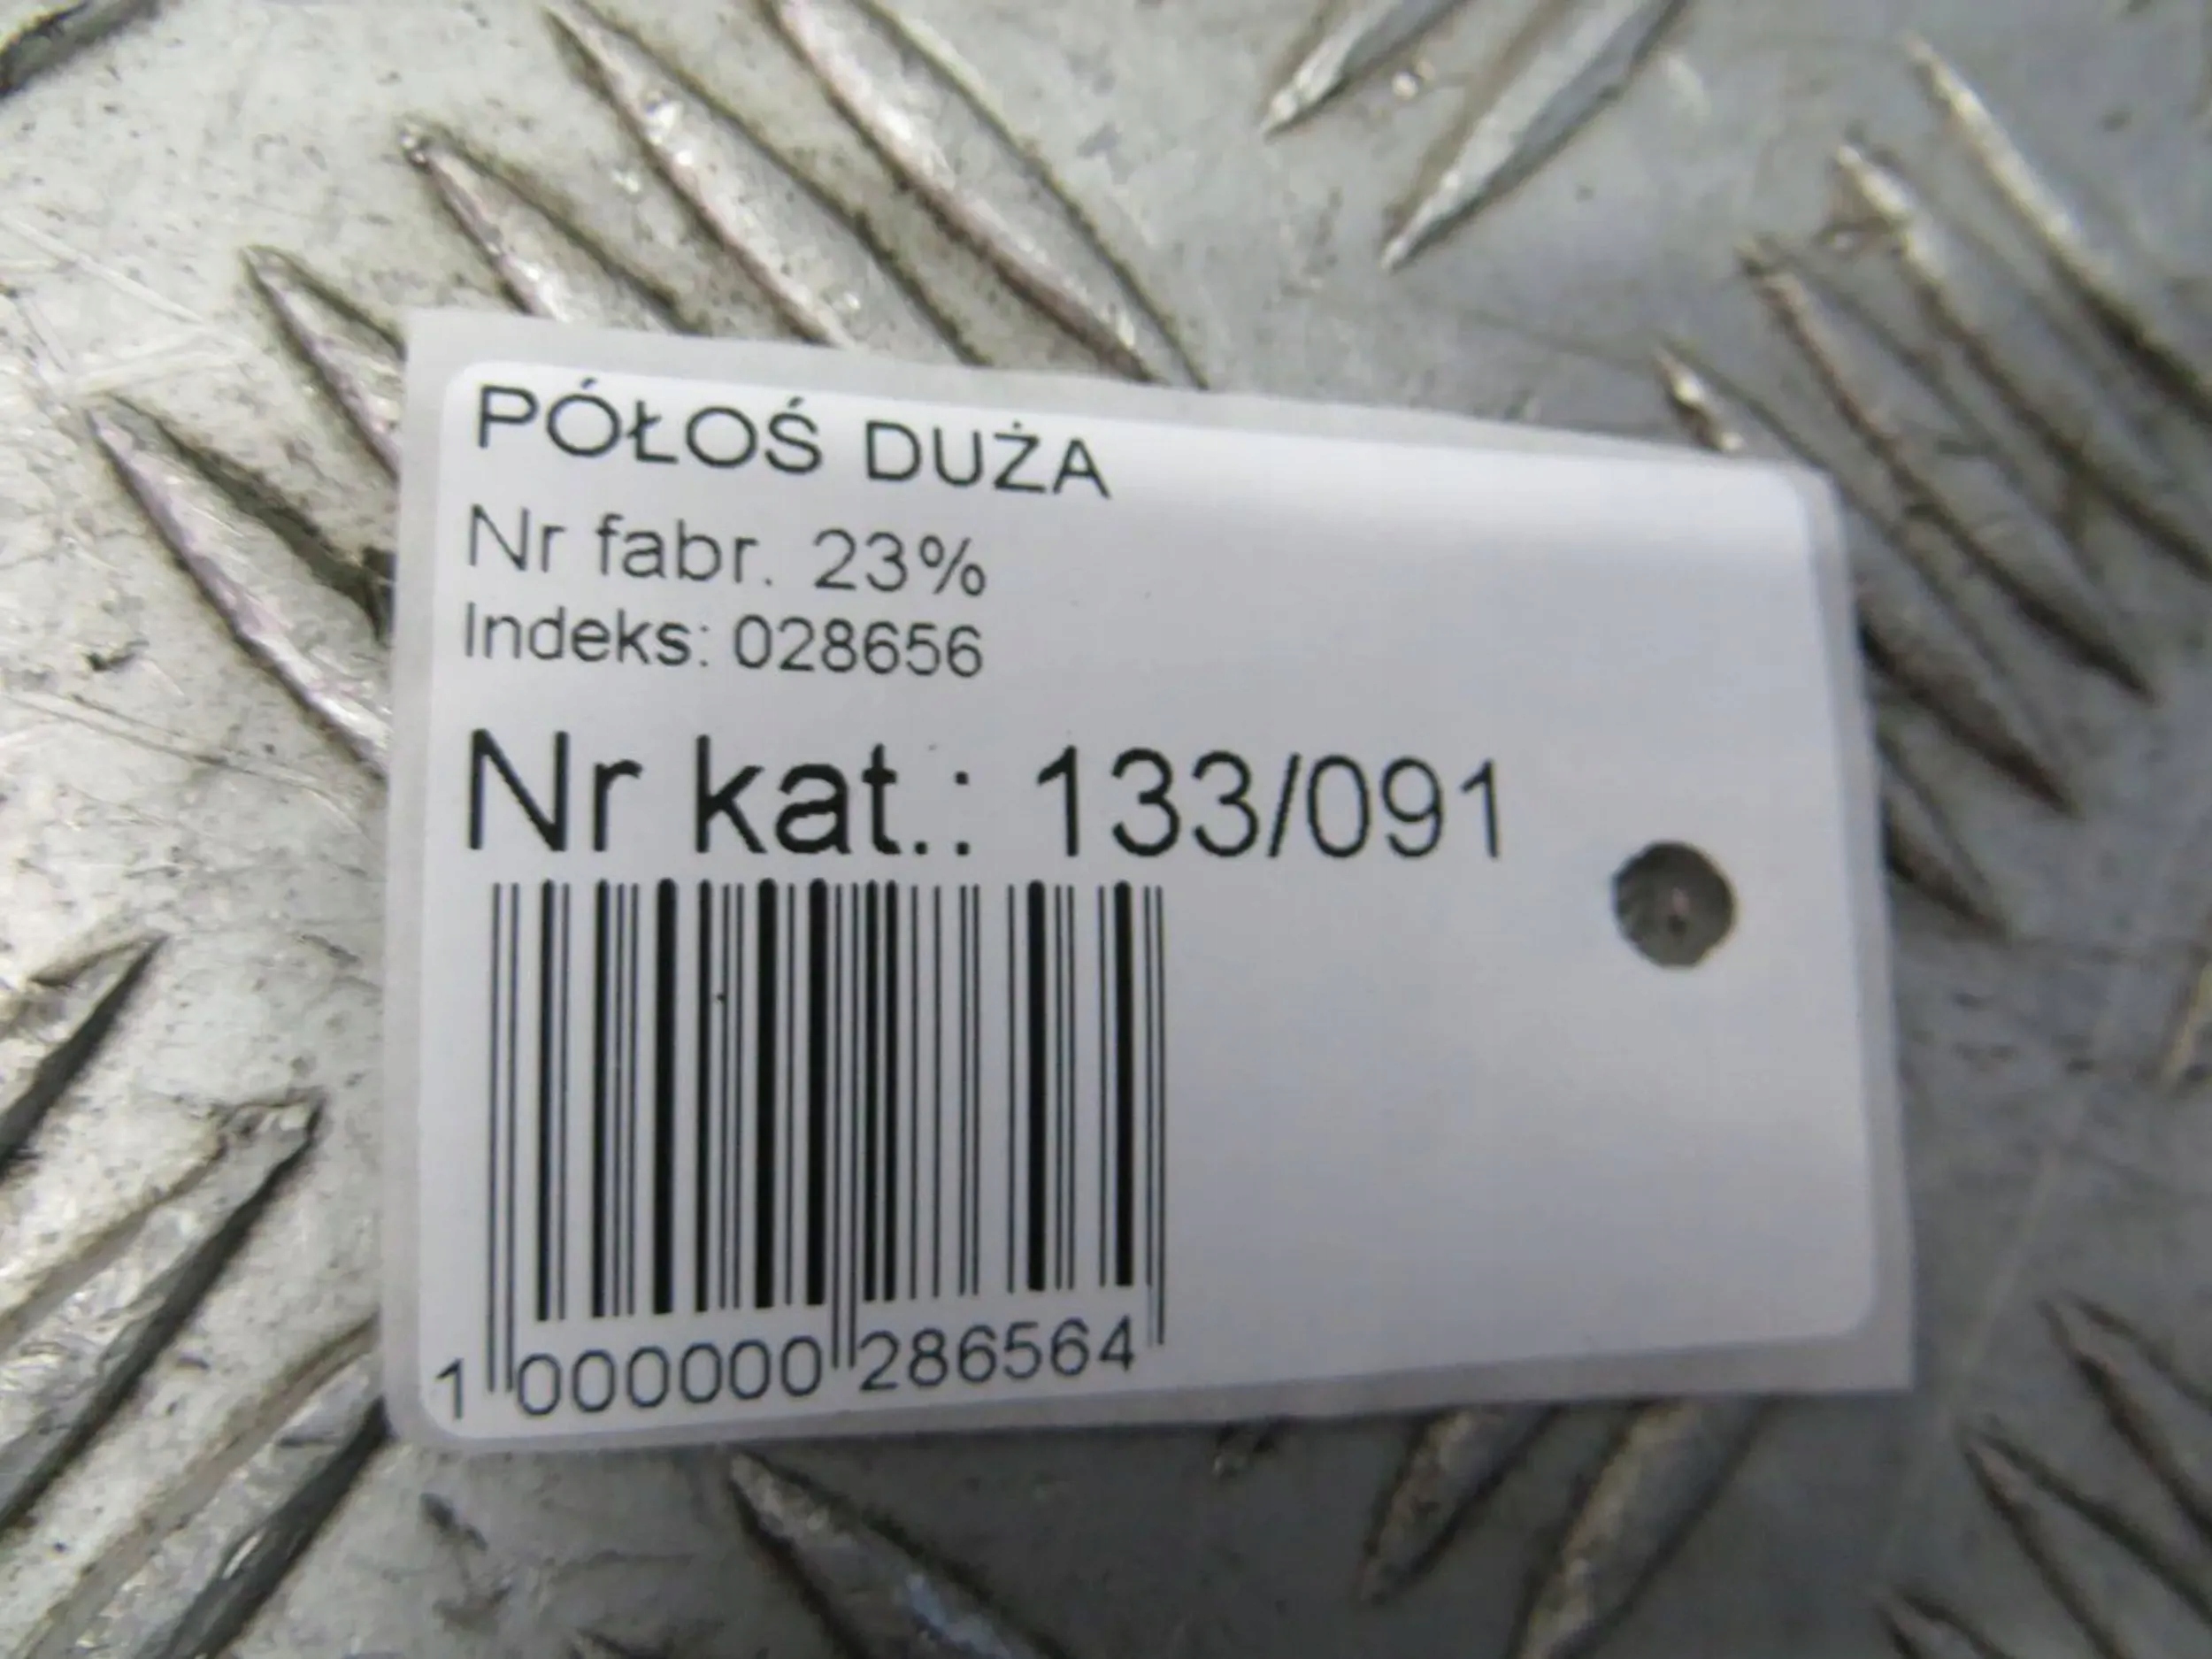 PÓŁOŚ DUŻA
Nr fabr. 23%
Indeks: 028656
Nr kat.: 133/091
1 000000 286564